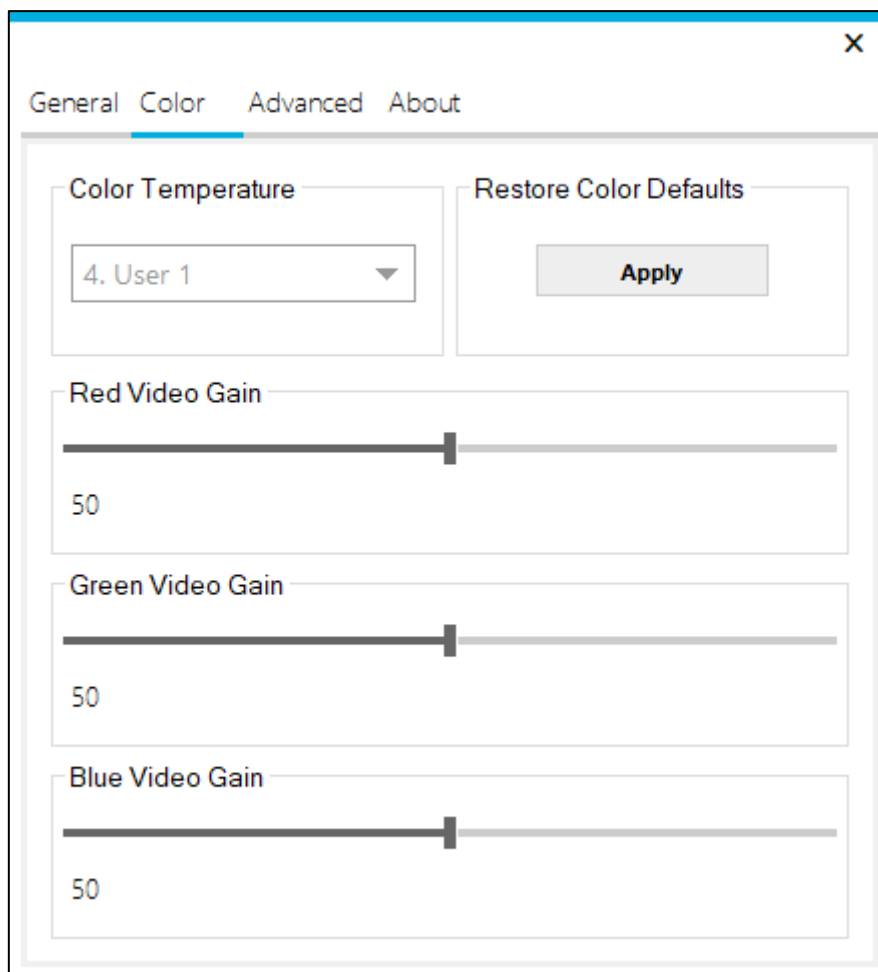 General Color Advanced About
Color Temperature
4. User 1
Restore Color Defaults
Apply
Red Video Gain
50
Green Video Gain
50
Blue Video Gain
50